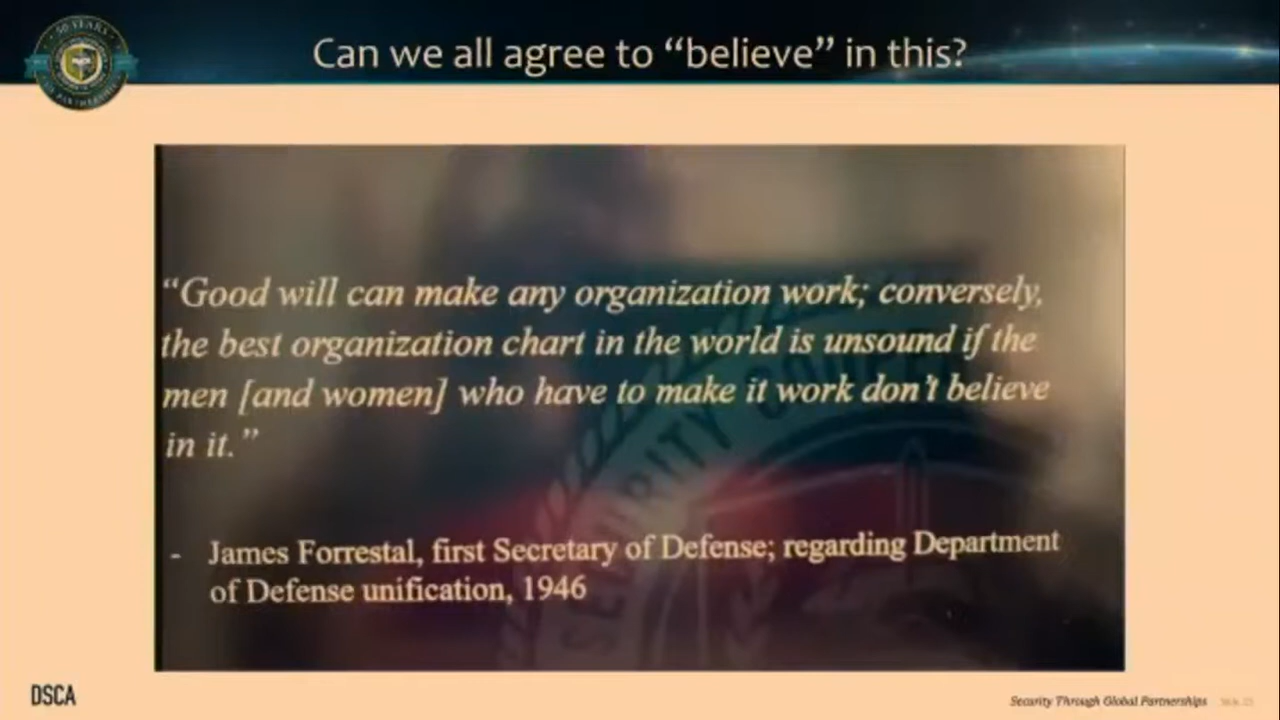 50 YEARS
Can we all agree to “believe” in this?
“Good will can make any organization work; conversely,
the best organization chart in the world is unsound if the
men [and women] who have to make it work don’t believe
in it.”
- James Forrestal, first Secretary of Defense; regarding Department
of Defense unification, 1946
SECURITY
DSCA
Security Through Global Partnerships